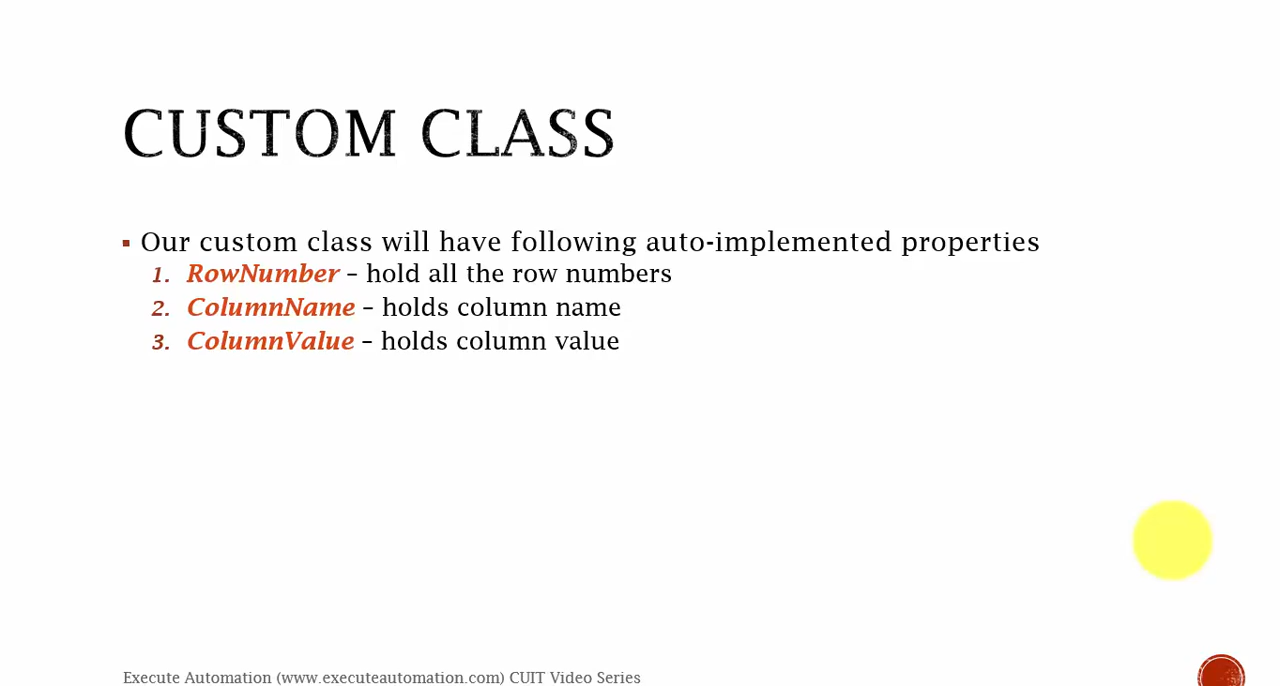 CUSTOM CLASS
▪ Our custom class will have following auto-implemented properties
1. RowNumber – hold all the row numbers
2. ColumnName – holds column name
3. ColumnValue – holds column value
Execute Automation (www.executeautomation.com) CUIT Video Series